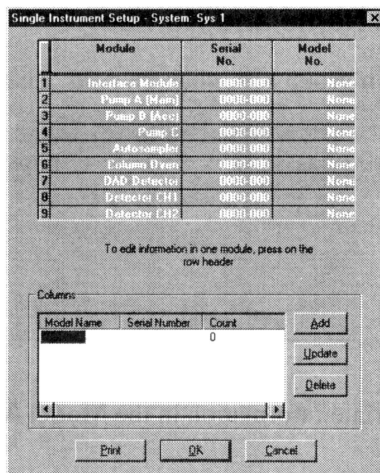 Single Instrument Setup - System: Sys 1
Module Serial No. Model No.
1 Interface Module 0000-000 None
2 Pump A (Main) 0000-000 None
3 Pump B (Acc) 0000-000 None
4 Pump C 0000-000 None
5 Autosampler 0000-000 None
6 Column Oven 0000-000 None
7 DAD Detector 0000-000 None
8 Detector CH1 0000-000 None
9 Detector CH2 0000-000 None
To edit information in one module, press on the
row header
Columns
Model Name Serial Number Count
0
Add
Update
Delete
Print OK Cancel